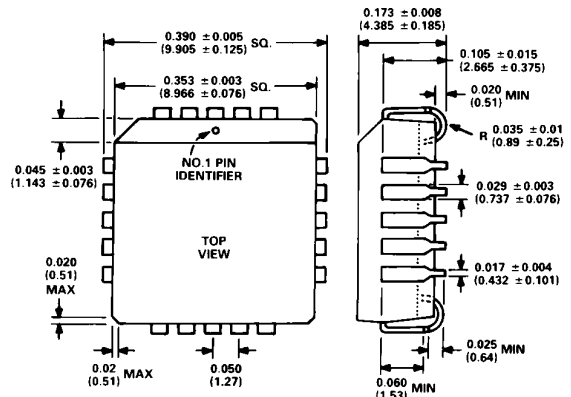 0.390 ±0.005 SQ.
(9.905 ±0.125)
0.353 ±0.003 SQ.
(8.966 ±0.076)
0.045 ±0.003
(1.143 ±0.076)
NO.1 PIN
IDENTIFIER
TOP
VIEW
0.020
(0.51)
MAX
0.02 MAX
(0.51)
0.050
(1.27)
0.173 ±0.008
(4.385 ±0.185)
0.105 ±0.015
(2.665 ±0.375)
0.020 MIN
(0.51)
R 0.035 ±0.01
(0.89 ±0.25)
0.029 ±0.003
(0.737 ±0.076)
0.017 ±0.004
(0.432 ±0.101)
0.025 MIN
(0.64)
0.060 MIN
(1.53)